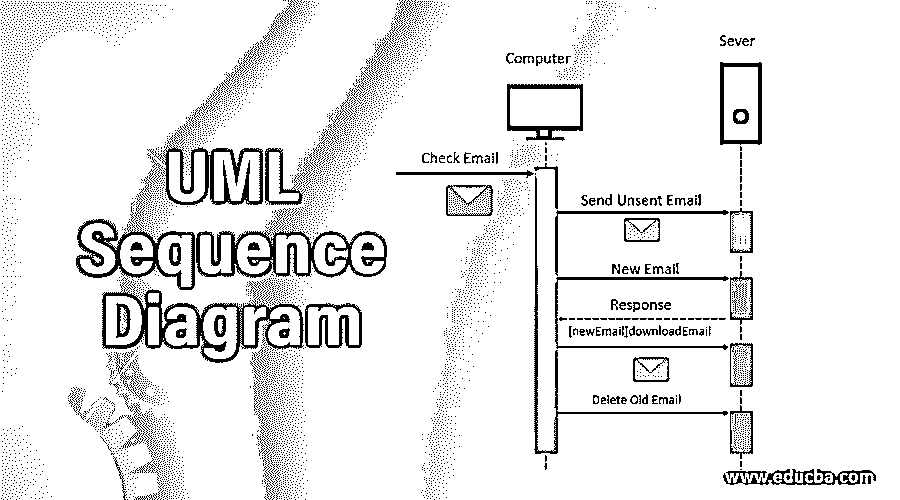 UML
Sequence
Diagram
Computer
Sever
Check Email
Send Unsent Email
New Email
Response
[newEmail][downloadEmail
Delete Old Email
www.educba.com